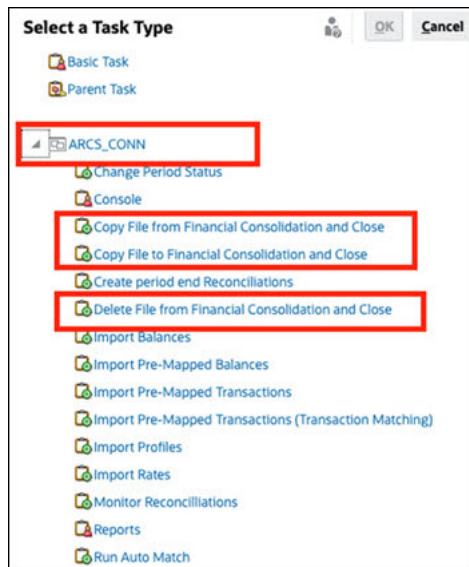 Select a Task Type
OK
Cancel
Basic Task
Parent Task
ARCS_CONN
Change Period Status
Console
Copy File from Financial Consolidation and Close
Copy File to Financial Consolidation and Close
Create period end Reconciliations
Delete File from Financial Consolidation and Close
Import Balances
Import Pre-Mapped Balances
Import Pre-Mapped Transactions
Import Pre-Mapped Transactions (Transaction Matching)
Import Profiles
Import Rates
Monitor Reconcilliations
Reports
Run Auto Match